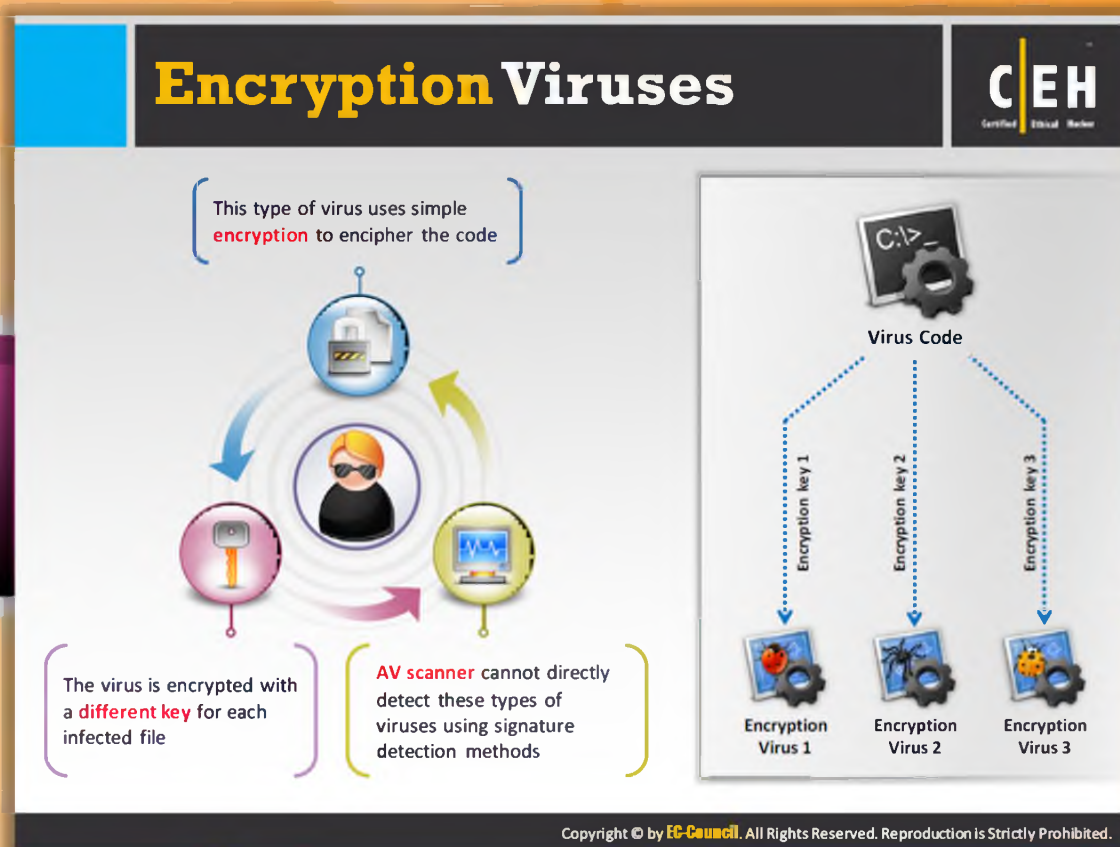 Encryption Viruses
C|EH
Certified Ethical Hacker
This type of virus uses simple
encryption to encipher the code
The virus is encrypted with
a different key for each
infected file
AV scanner cannot directly
detect these types of
viruses using signature
detection methods
C:\>_
Virus Code
Encryption key 1
Encryption key 2
Encryption key 3
Encryption
Virus 1
Encryption
Virus 2
Encryption
Virus 3
Copyright © by EC-Council. All Rights Reserved. Reproduction is Strictly Prohibited.